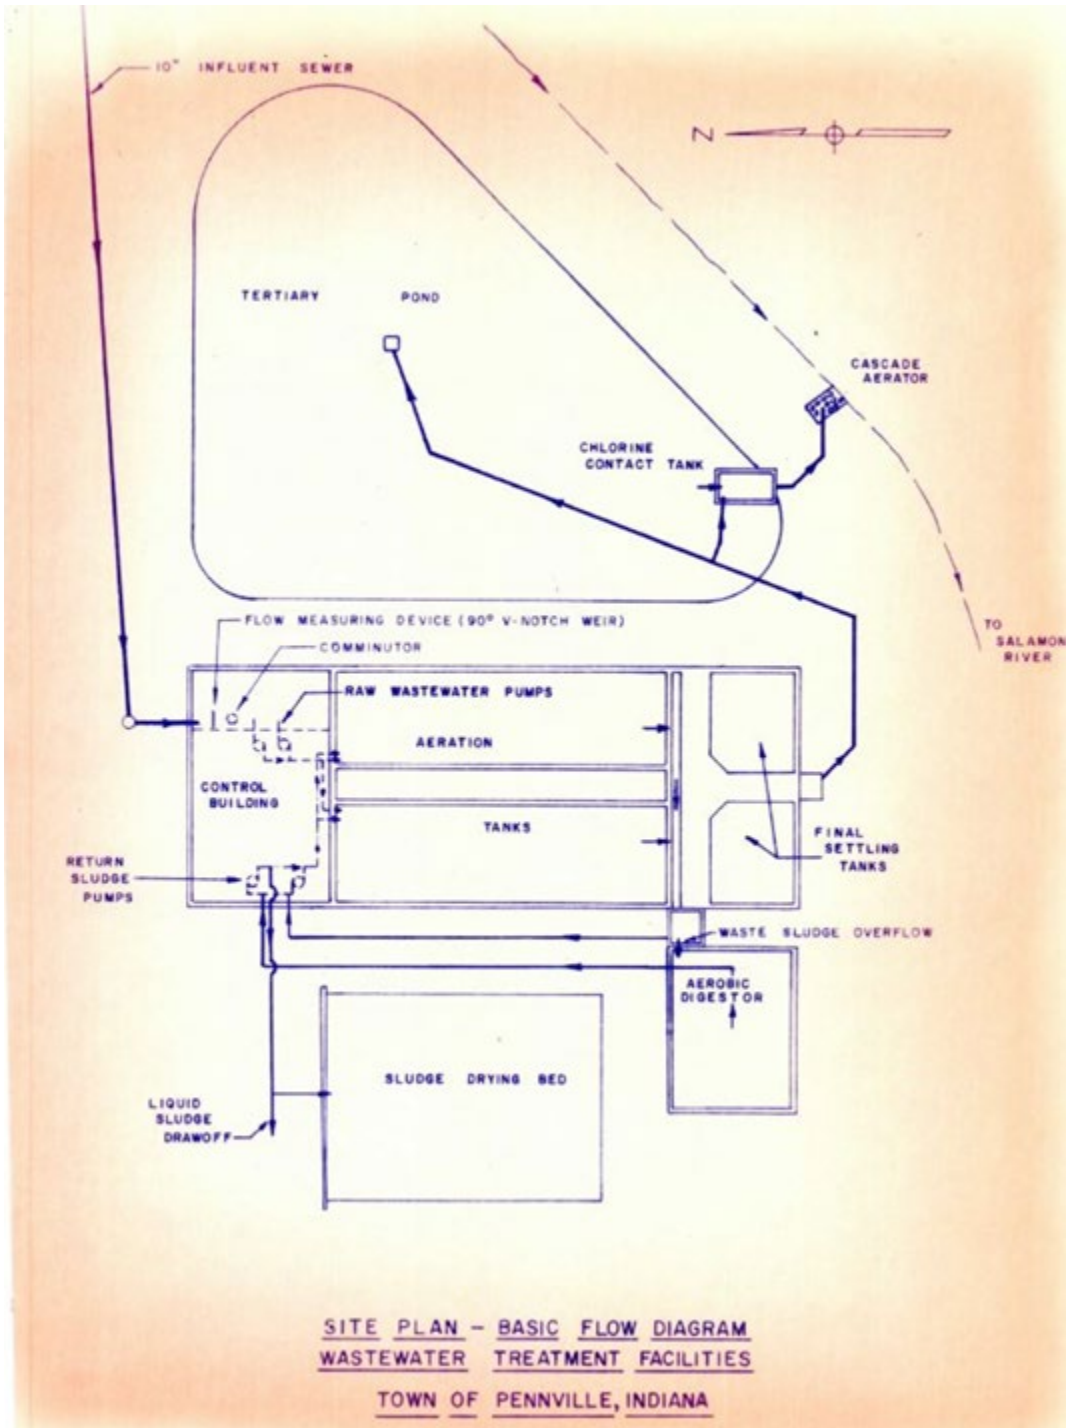 10" INFLUENT SEWER
N
TERTIARY POND
CASCADE
AERATOR
CHLORINE
CONTACT TANK
FLOW MEASURING DEVICE (90° V-NOTCH WEIR)
COMMINUTOR
TO
SALAMON
RIVER
RAW WASTEWATER PUMPS
AERATION
CONTROL
BUILDING
TANKS
FINAL
SETTLING
TANKS
RETURN
SLUDGE
PUMPS
WASTE SLUDGE OVERFLOW
AEROBIC
DIGESTOR
SLUDGE DRYING BED
LIQUID
SLUDGE
DRAWOFF
SITE PLAN - BASIC FLOW DIAGRAM
WASTEWATER TREATMENT FACILITIES
TOWN OF PENNVILLE, INDIANA